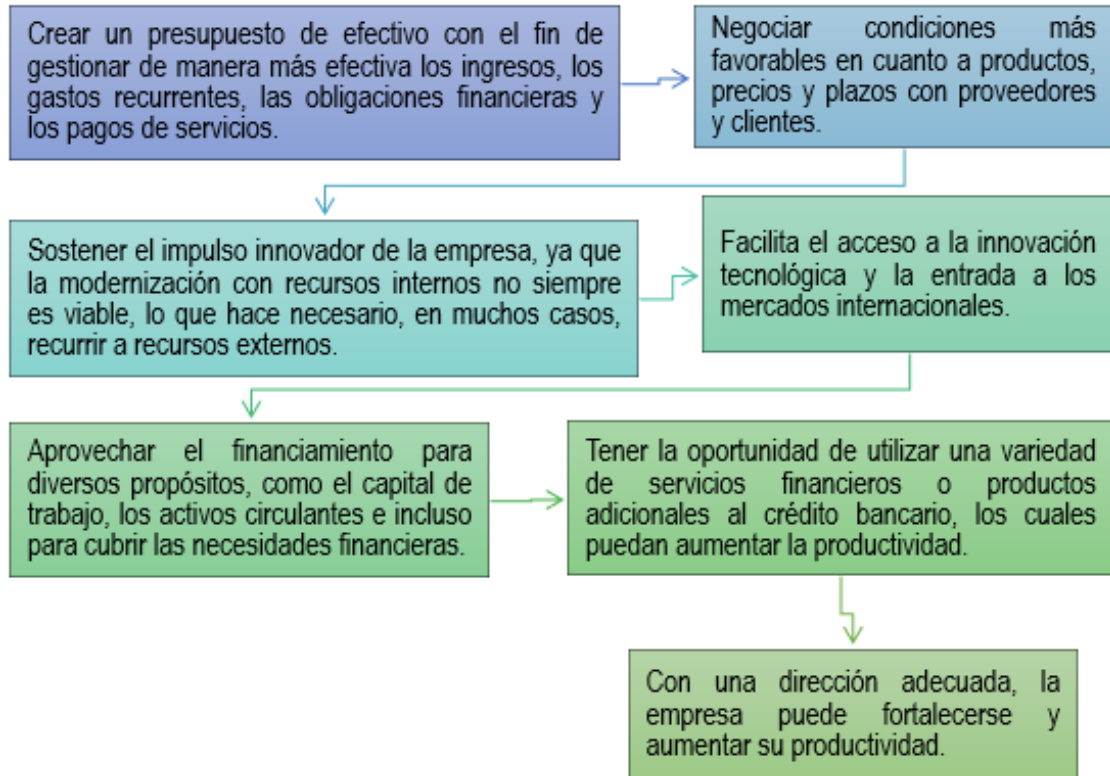 Crear un presupuesto de efectivo con el fin de
gestionar de manera más efectiva los ingresos, los
gastos recurrentes, las obligaciones financieras y
los pagos de servicios.
Negociar condiciones más
favorables en cuanto a productos,
precios y plazos con proveedores
y clientes.
Sostener el impulso innovador de la empresa, ya que
la modernización con recursos internos no siempre
es viable, lo que hace necesario, en muchos casos,
recurrir a recursos externos.
Facilita el acceso a la innovación
tecnológica y la entrada a los
mercados internacionales.
Aprovechar el financiamiento para
diversos propósitos, como el capital de
trabajo, los activos circulantes e incluso
para cubrir las necesidades financieras.
Tener la oportunidad de utilizar una variedad
de servicios financieros o productos
adicionales al crédito bancario, los cuales
puedan aumentar la productividad.
Con una dirección adecuada, la
empresa puede fortalecerse y
aumentar su productividad.